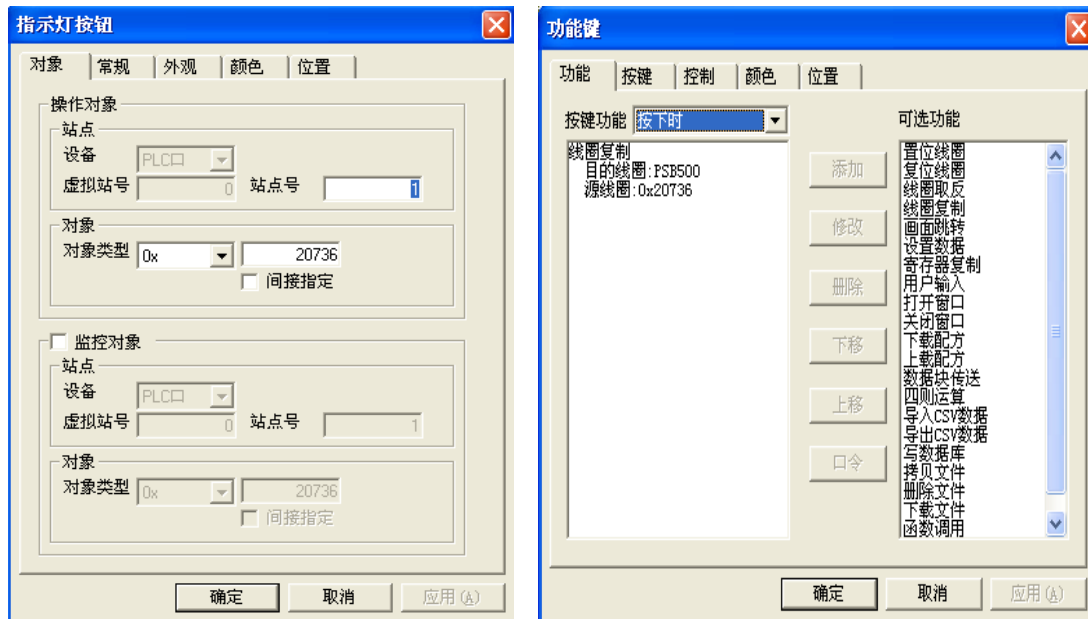 指示灯按钮
对象 常规 外观 颜色 位置
操作对象
站点
设备 PLC口
虚拟站号 0 站点号 1
对象
对象类型 0x 20736
间接指定
监控对象
站点
设备 PLC口
虚拟站号 0 站点号 1
对象
对象类型 0x 20736
间接指定
确定 取消 应用(A)
功能键
功能 按键 控制 颜色 位置
按键功能 按下时 可选功能
线圈复制
目的线圈:PSB500
源线圈:0x20736
添加
修改
删除
下移
上移
口令
置位线圈
复位线圈
线圈取反
线圈复制
画面跳转
设置数据
寄存器复制
用户输入
打开窗口
关闭窗口
下载配方
上载配方
数据块传送
四则运算
导入CSV数据
导出CSV数据
写数据库
拷贝文件
删除文件
下载文件
函数调用
确定 取消 应用(A)